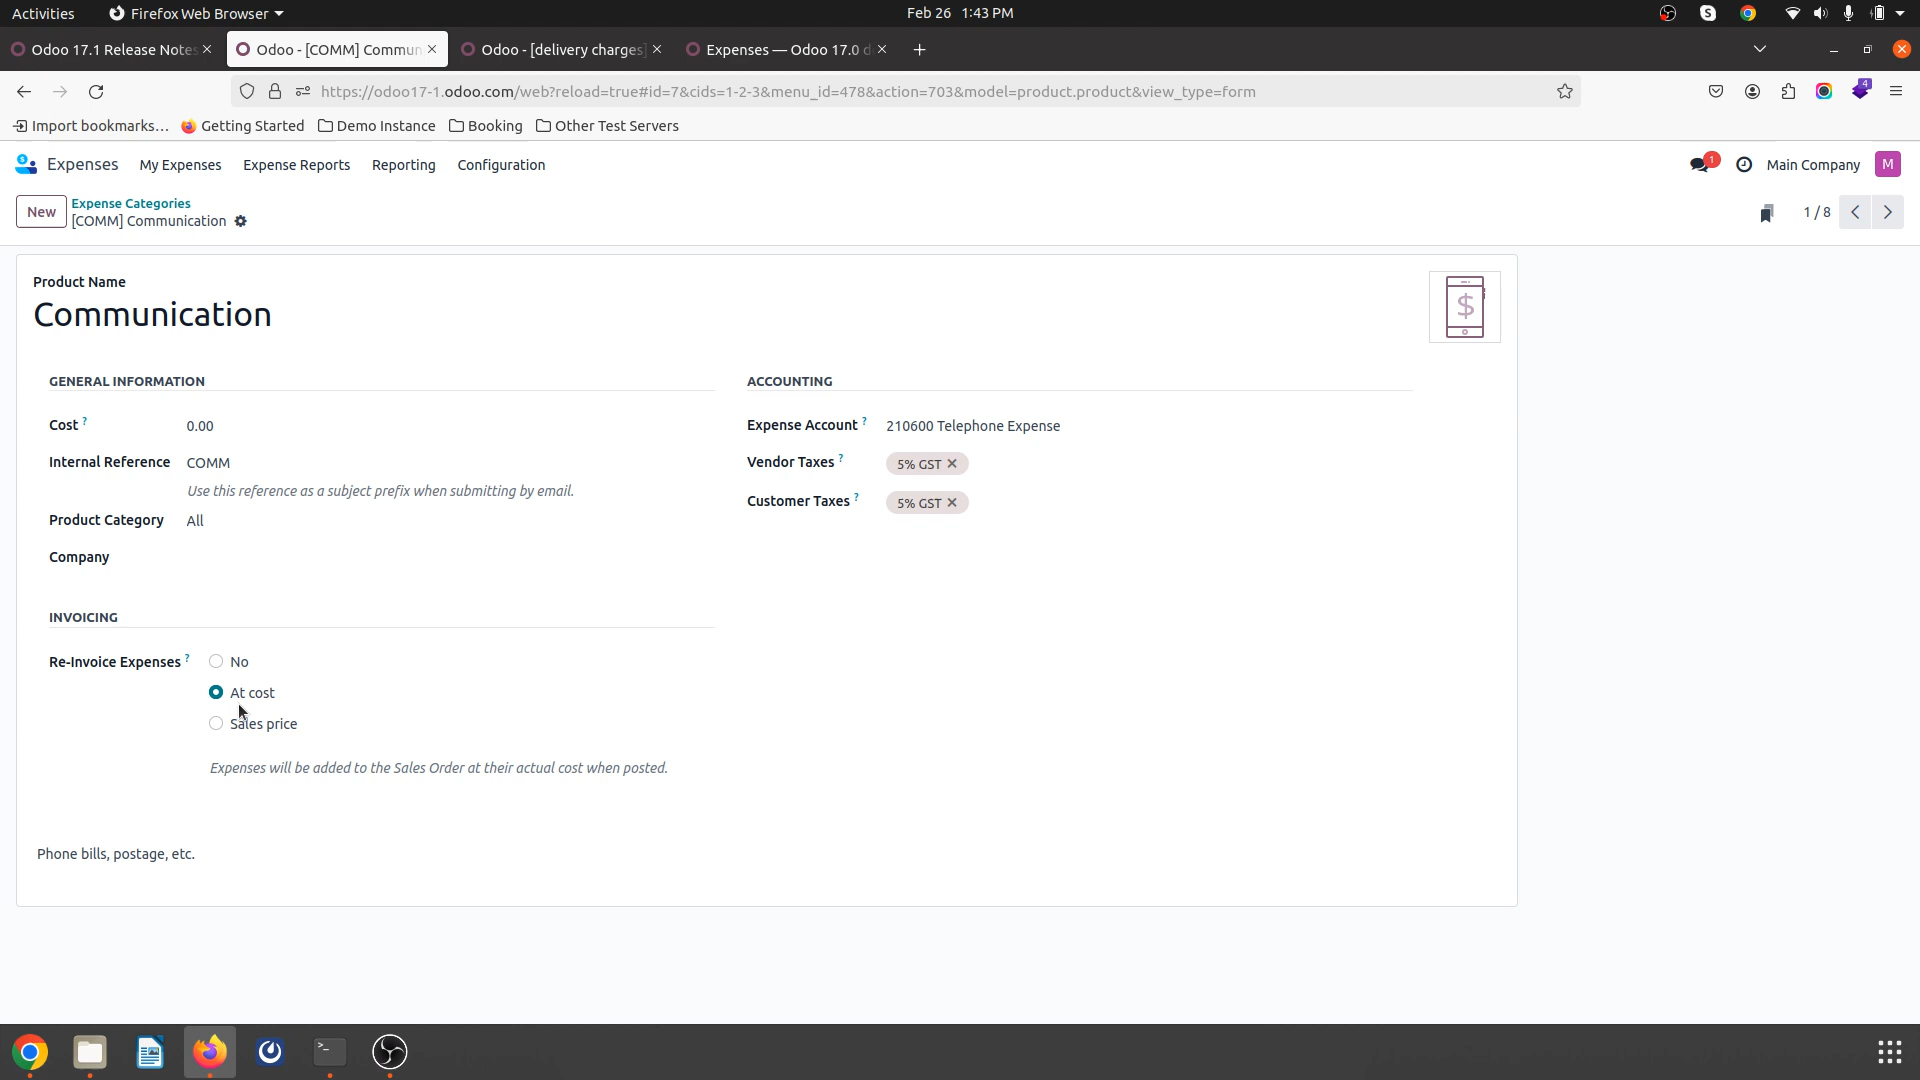 Activities Firefox Web Browser Feb 26 1:43 PM
Odoo 17.1 Release Notes Odoo - [COMM] Commun Odoo - [delivery charges] Expenses — Odoo 17.0 d
https://odoo17-1.odoo.com/web?reload=true#id=7&cids=1-2-3&menu_id=478&action=703&model=product.product&view_type=form 4
Import bookmarks... Getting Started Demo Instance Booking Other Test Servers
Expenses My Expenses Expense Reports Reporting Configuration 1 Main Company M
New Expense Categories
[COMM] Communication 1 / 8
Product Name
Communication
$
GENERAL INFORMATION ACCOUNTING
Cost ? 0.00 Expense Account ? 210600 Telephone Expense
Internal Reference COMM Vendor Taxes ? 5% GST
Use this reference as a subject prefix when submitting by email.
Customer Taxes ? 5% GST
Product Category All
Company
INVOICING
Re-Invoice Expenses ? No
At cost
Sales price
Expenses will be added to the Sales Order at their actual cost when posted.
Phone bills, postage, etc.